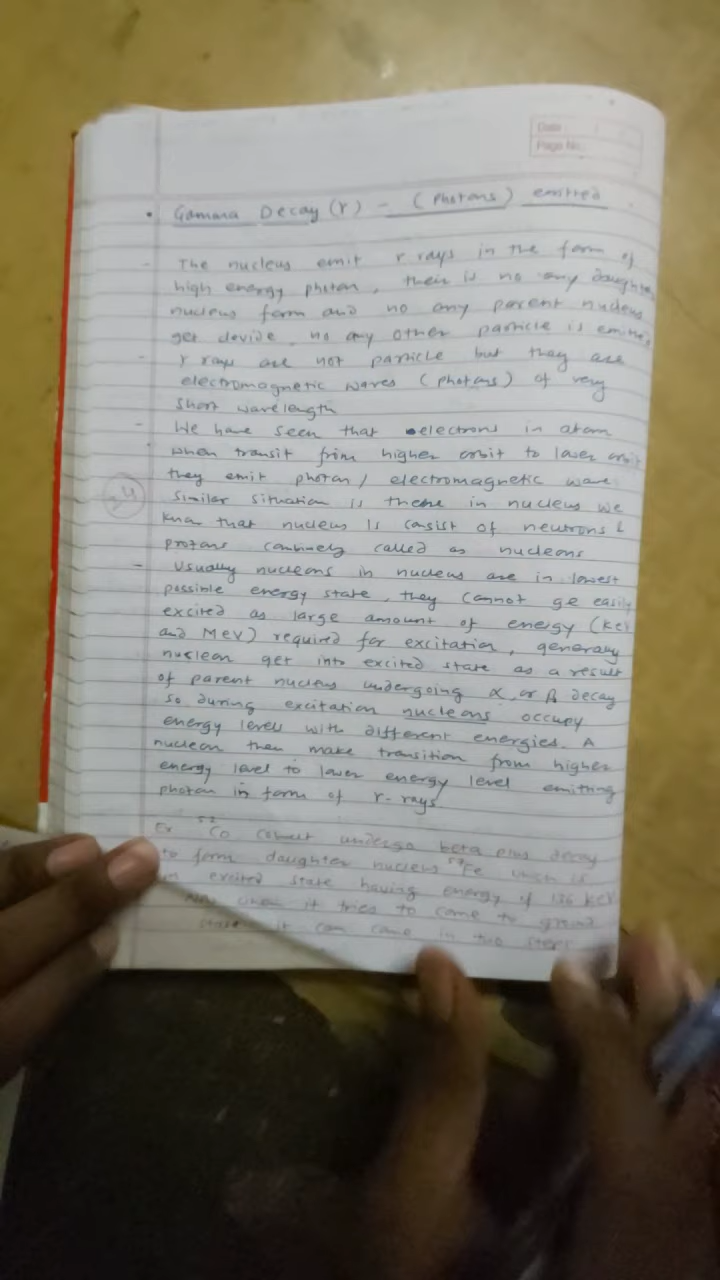 Date :
Page No.:
• Gamma Decay (r) - (Photons) emitted
- The nucleus emit r rays in the form of
high energy photon, their is no any daughter
nucleus form and no any parent nucleus
get devide, no any other particle is emitted
- r rays are not particle but they are
electromagnetic waves (photons) of very
short wavelength
- We have seen that electrons in atom
when transit from higher orbit to lower orbit
they emit photon / electromagnetic wave
similar situation is there in nucleus we
know that nucleus is consist of neutrons &
protons called as nucleons
- Usually nucleons in nucleus are in lowest
possible energy state, they cannot ge easily
excited as large amount of energy (KeV
and MeV) required for excitation, generally
nucleon get into excited state as a result
of parent nucleus undergoing α or β decay
so during excitation nucleons occupy
energy levels with different energies. A
nucleon then make transition from higher
energy level to lower energy level emitting
photon in form of r-rays
Ex Co undergo beta plus decay
to form daughter nucleus Fe which is
in excited state having energy of 136 KeV
when it tries to come to ground
state it can come in two steps